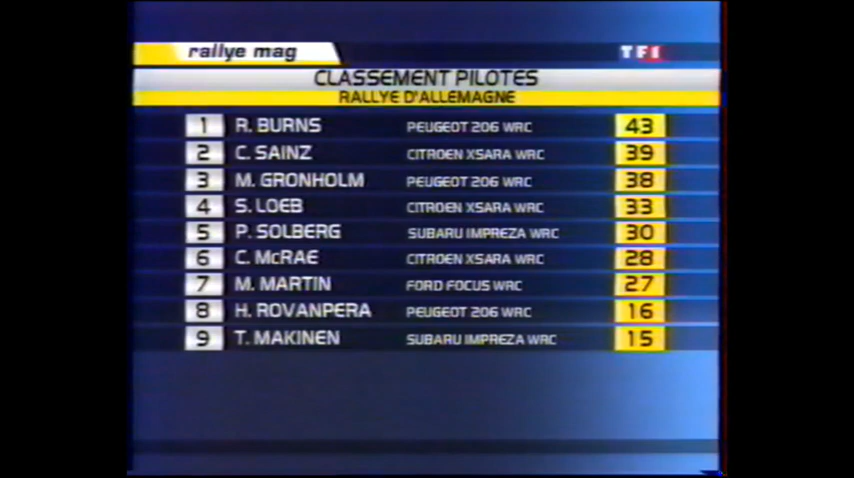 rallye mag TF1
CLASSEMENT PILOTES
RALLYE D'ALLEMAGNE
1 R. BURNS PEUGEOT 206 WRC 43
2 C. SAINZ CITROEN XSARA WRC 39
3 M. GRONHOLM PEUGEOT 206 WRC 38
4 S. LOEB CITROEN XSARA WRC 33
5 P. SOLBERG SUBARU IMPREZA WRC 30
6 C. McRAE CITROEN XSARA WRC 28
7 M. MARTIN FORD FOCUS WRC 27
8 H. ROVANPERA PEUGEOT 206 WRC 16
9 T. MAKINEN SUBARU IMPREZA WRC 15